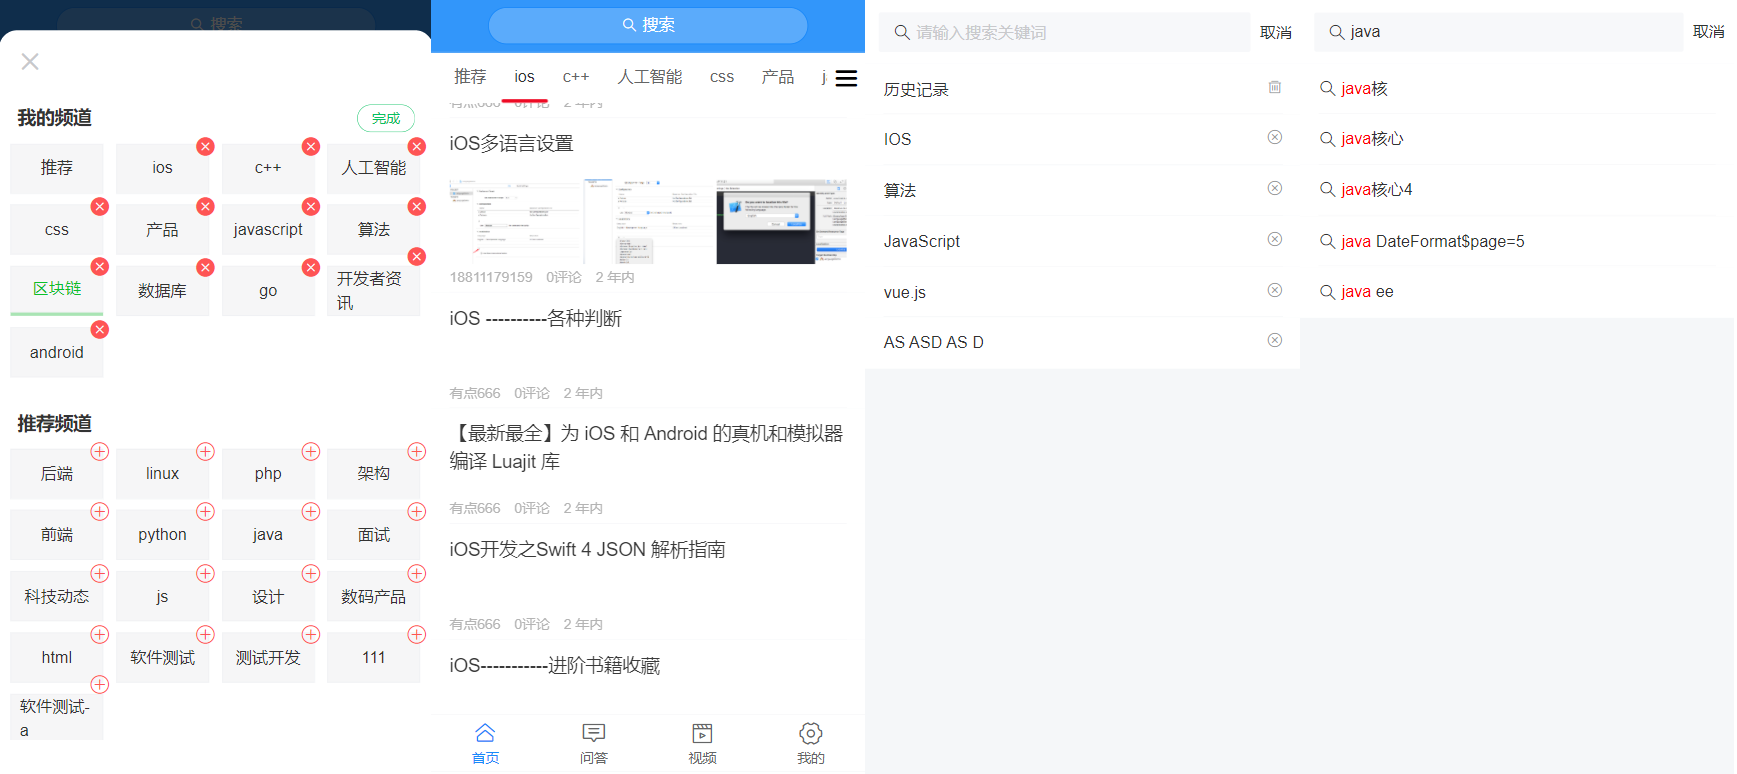 搜索
我的频道
完成
推荐
ios
c++
人工智能
css
产品
javascript
算法
区块链
数据库
go
开发者资
讯
android
推荐频道
后端
linux
php
架构
前端
python
java
面试
科技动态
js
设计
数码产品
html
软件测试
测试开发
111
软件测试-
a
搜索
推荐
ios
c++
人工智能
css
产品
有点666 0评论 2 年内
iOS多语言设置
18811179159 0评论 2 年内
iOS ----------各种判断
有点666 0评论 2 年内
【最新最全】为 iOS 和 Android 的真机和模拟器
编译 Luajit 库
有点666 0评论 2 年内
iOS开发之Swift 4 JSON 解析指南
有点666 0评论 2 年内
iOS-----------进阶书籍收藏
首页
问答
视频
我的
请输入搜索关键词
取消
历史记录
IOS
算法
JavaScript
vue.js
AS ASD AS D
java
取消
java核
java核心
java核心4
java DateFormat$page=5
java ee